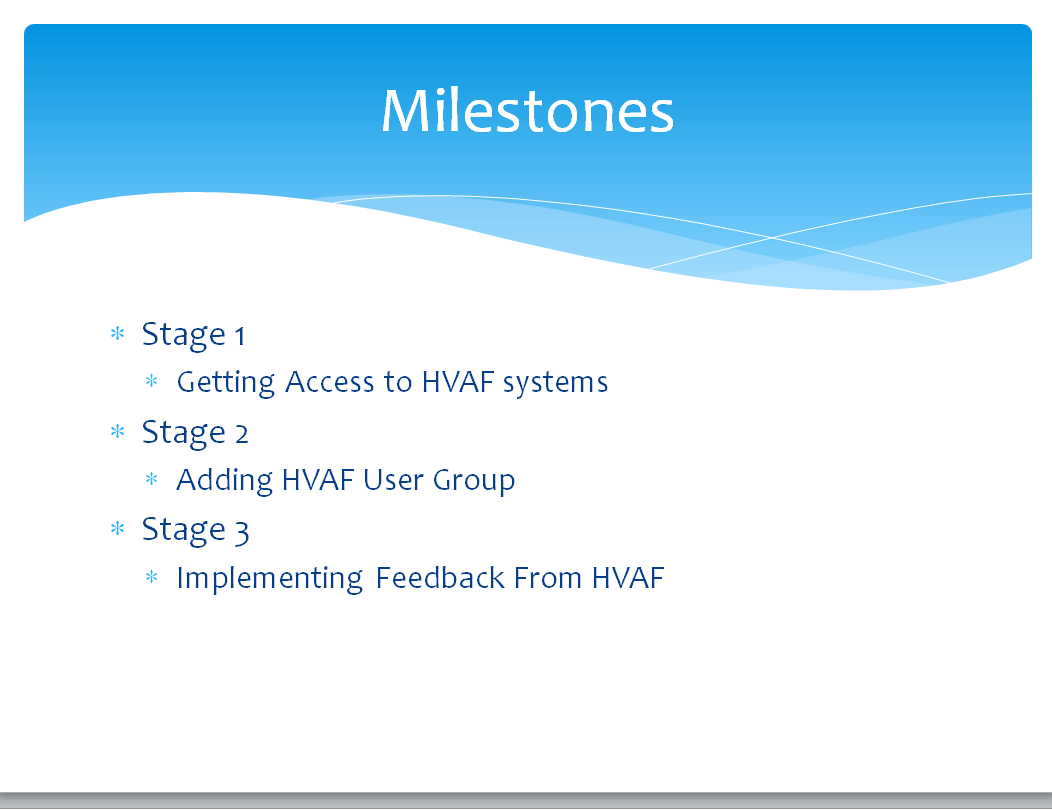 Milestones
Stage 1
Getting Access to HVAF systems
Stage 2
Adding HVAF User Group
Stage 3
Implementing Feedback From HVAF